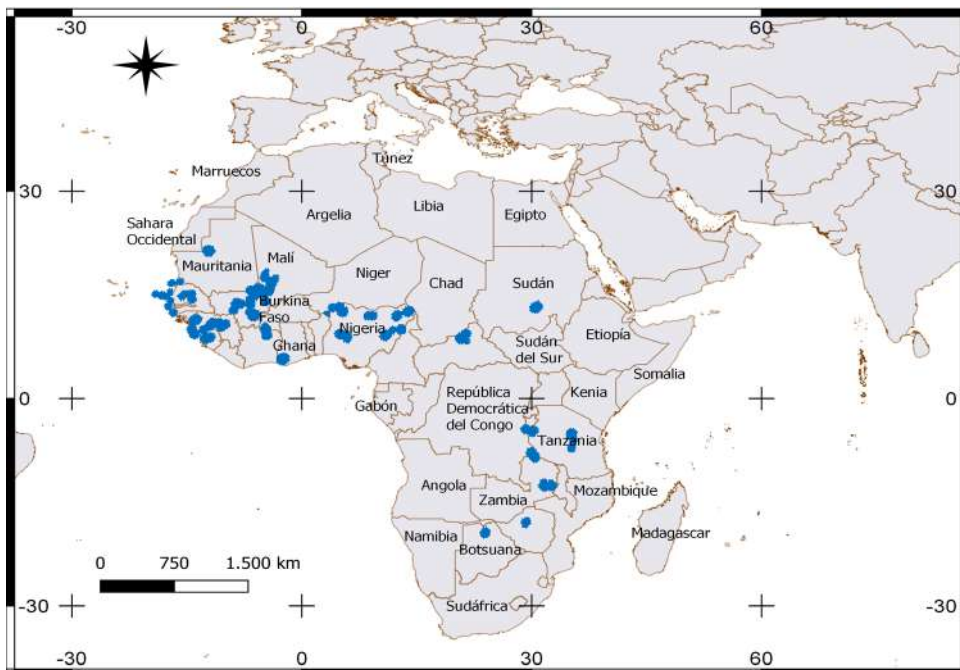 -30
0
30
60
Túnez
Marruecos
30
30
Argelia
Libia
Egipto
Sahara
Occidental
Mauritania
Malí
Níger
Chad
Sudán
Burkina
Faso
Nigeria
Etiopía
Ghana
Sudán
del Sur
Somalia
República
Democrática
del Congo
Kenia
Gabón
0
0
Tanzania
Angola
Zambia
Mozambique
Namibia
Botsuana
Madagascar
0
750
1.500 km
-30
-30
Sudáfrica
-30
0
30
60